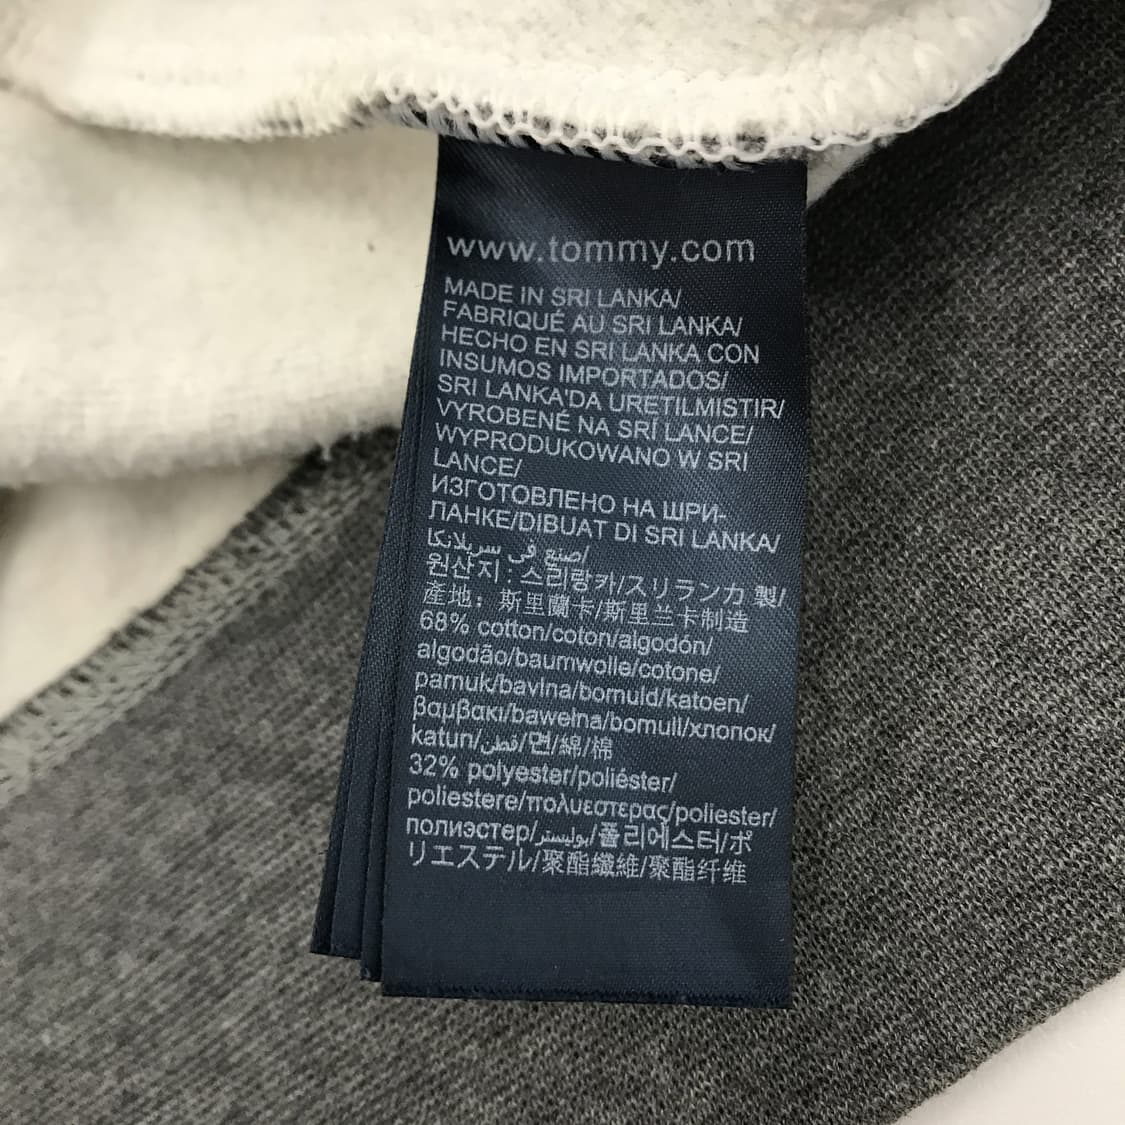 www.tommy.com
MADE IN SRI LANKA/
FABRIQUÉ AU SRI LANKA/
HECHO EN SRI LANKA CON
INSUMOS IMPORTADOS/
SRI LANKA'DA URETILMISTIR/
VYROBENÉ NA SRÍ LANCE/
WYPRODUKOWANO W SRI
LANCE/
ИЗГОТОВЛЕНО НА ШРИ-
ЛАНКЕ/DIBUAT DI SRI LANKA/
صنع في سريلانكا/
원산지: 스리랑카/スリランカ 製/
產地: 斯里蘭卡/斯里兰卡制造
68% cotton/coton/algodón/
algodão/baumwolle/cotone/
pamuk/bavlna/bomuld/katoen/
βαμβακι/bawełna/bomull/хлопок/
katun/قطن/면/綿/棉
32% polyester/poliéster/
poliestere/πολυεστερας/poliester/
полиэстер/بوليستر/폴리에스터/ポ
リエステル/聚酯纖維/聚酯纤维